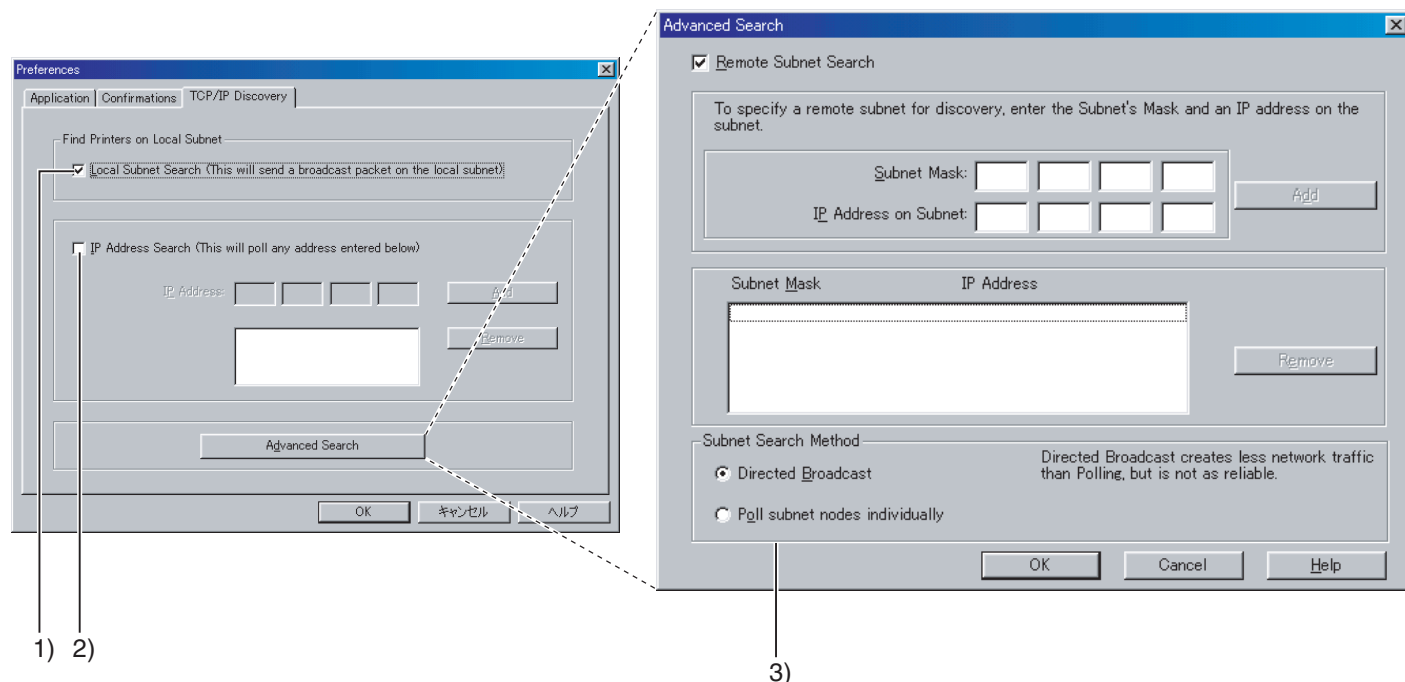 Preferences
Application Confirmations TCP/IP Discovery
Find Printers on Local Subnet
Local Subnet Search (This will send a broadcast packet on the local subnet)
IP Address Search (This will poll any address entered below)
IP Address:
Add
Remove
Advanced Search
OK キャンセル ヘルプ
1) 2)
Advanced Search
Remote Subnet Search
To specify a remote subnet for discovery, enter the Subnet's Mask and an IP address on the
subnet.
Subnet Mask:
Add
IP Address on Subnet:
Subnet Mask IP Address
Remove
Subnet Search Method
Directed Broadcast
Directed Broadcast creates less network traffic
than Polling, but is not as reliable.
Poll subnet nodes individually
OK Cancel Help
3)